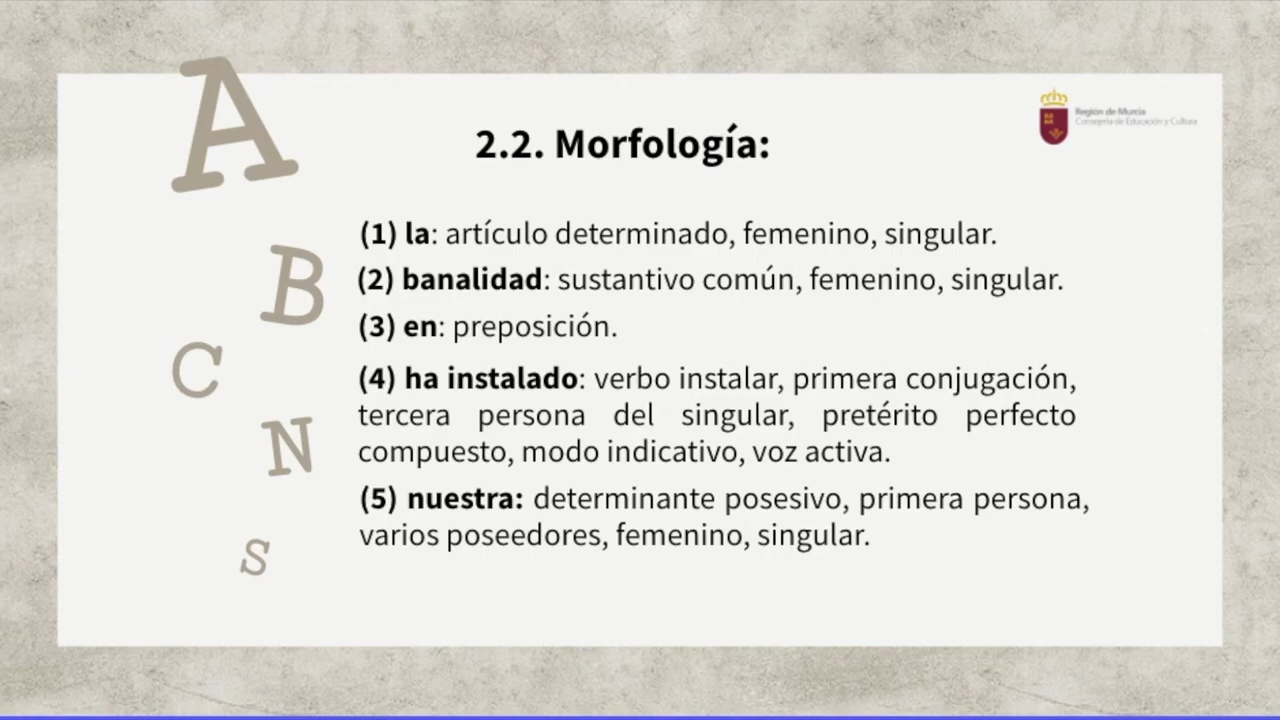 A
B
C
N
S
Región de Murcia
Consejería de Educación y Cultura
2.2. Morfología:
(1) la: artículo determinado, femenino, singular.
(2) banalidad: sustantivo común, femenino, singular.
(3) en: preposición.
(4) ha instalado: verbo instalar, primera conjugación,
tercera persona del singular, pretérito perfecto
compuesto, modo indicativo, voz activa.
(5) nuestra: determinante posesivo, primera persona,
varios poseedores, femenino, singular.